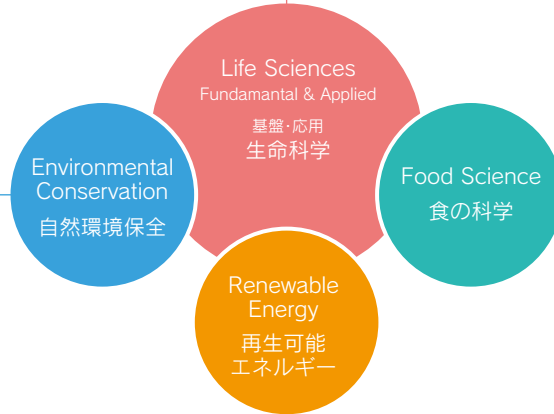 Life Sciences
Fundamantal & Applied
基盤・応用
生命科学
Environmental
Conservation
自然環境保全
Food Science
食の科学
Renewable
Energy
再生可能
エネルギー